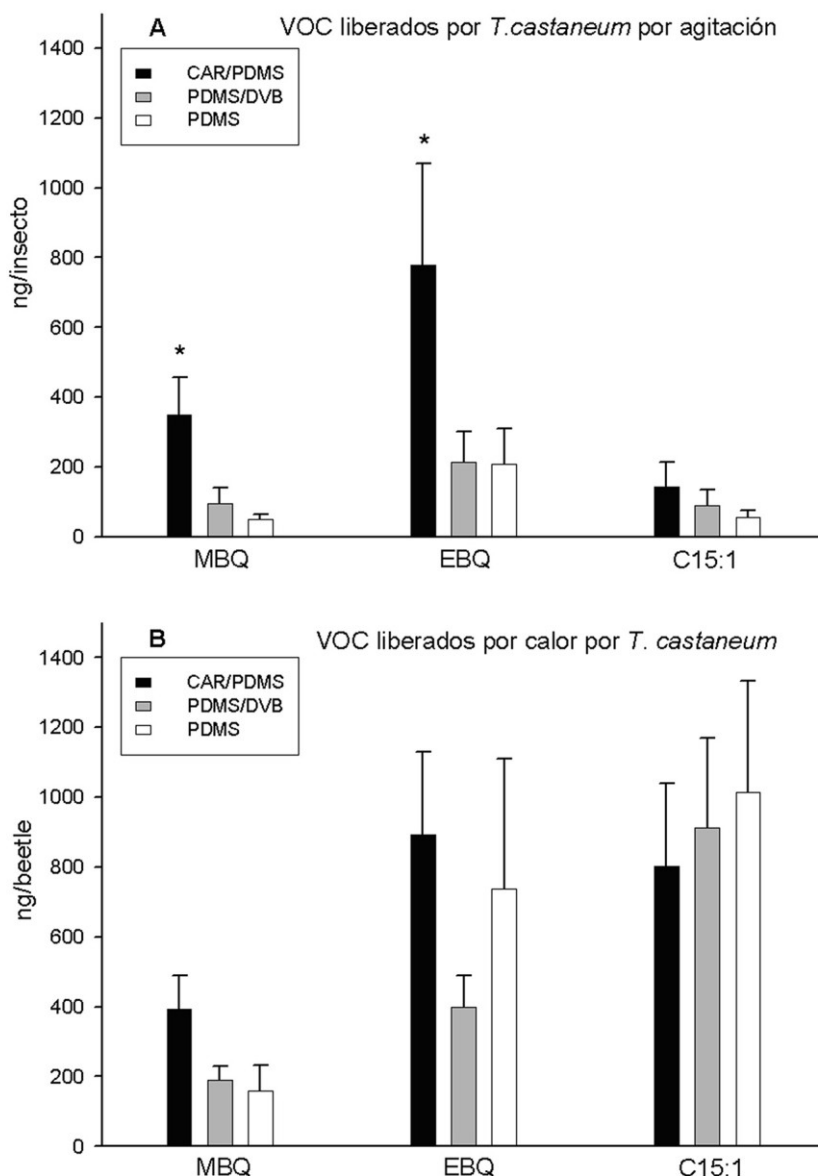 A
VOC liberados por T.castaneum por agitación
CAR/PDMS
PDMS/DVB
PDMS
1400
1200
1000
800
600
400
200
0
ng/insecto
*
*
MBQ
EBQ
C15:1
B
VOC liberados por calor por T. castaneum
CAR/PDMS
PDMS/DVB
PDMS
1400
1200
1000
800
600
400
200
0
ng/beetle
MBQ
EBQ
C15:1